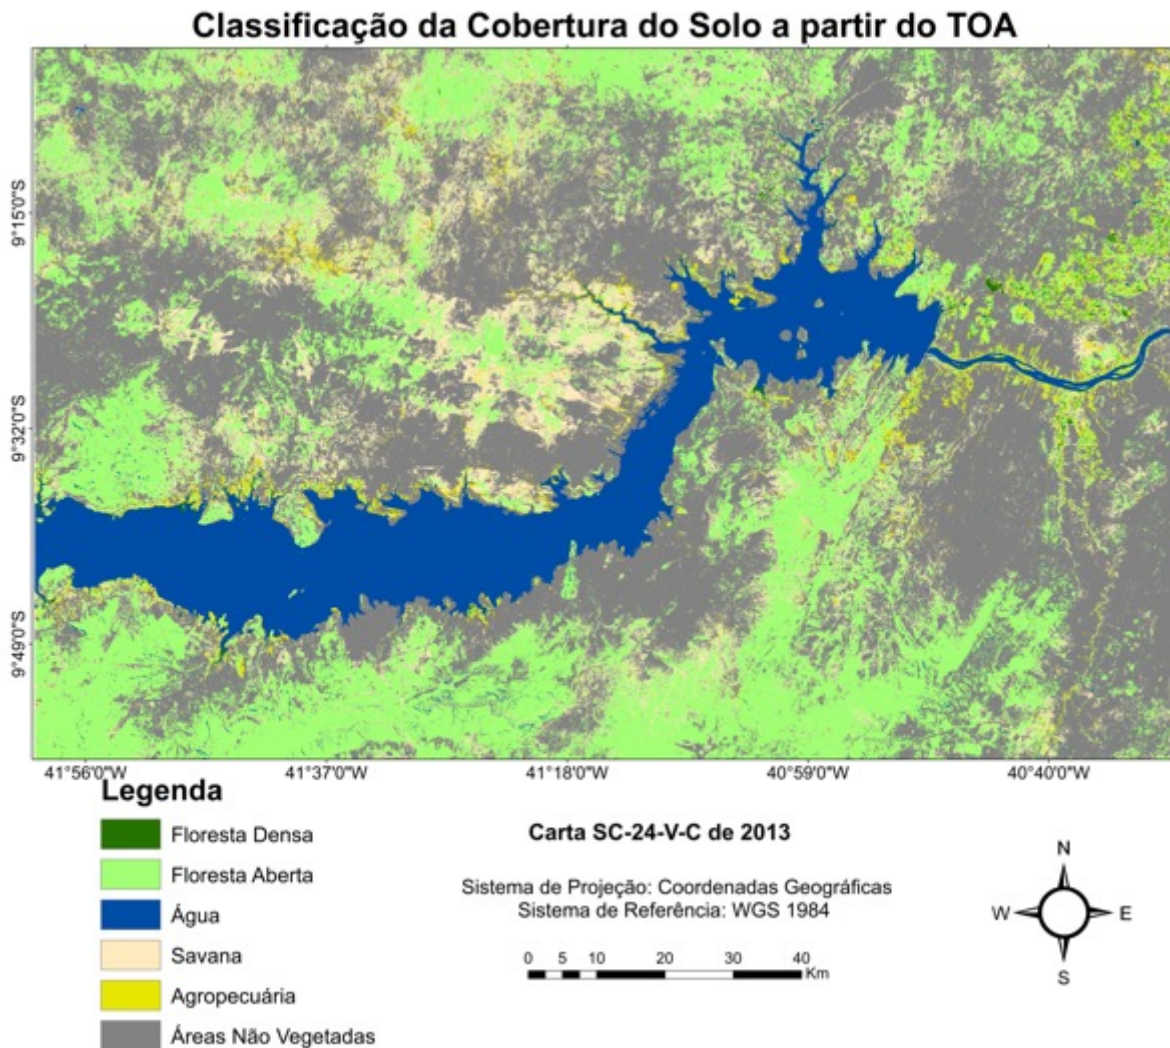 Classificação da Cobertura do Solo a partir do TOA
9°15'0"S
9°32'0"S
9°49'0"S
41°56'0"W 41°37'0"W 41°18'0"W 40°59'0"W 40°40'0"W
Legenda
Floresta Densa
Floresta Aberta
Água
Savana
Agropecuária
Áreas Não Vegetadas
Carta SC-24-V-C de 2013
Sistema de Projeção: Coordenadas Geográficas
Sistema de Referência: WGS 1984
0 5 10 20 30 40
Km
N
W E
S